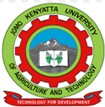 JOMO KENYATTA UNIVERSITY
OF AGRICULTURE AND TECHNOLOGY
TECHNOLOGY FOR DEVELOPMENT